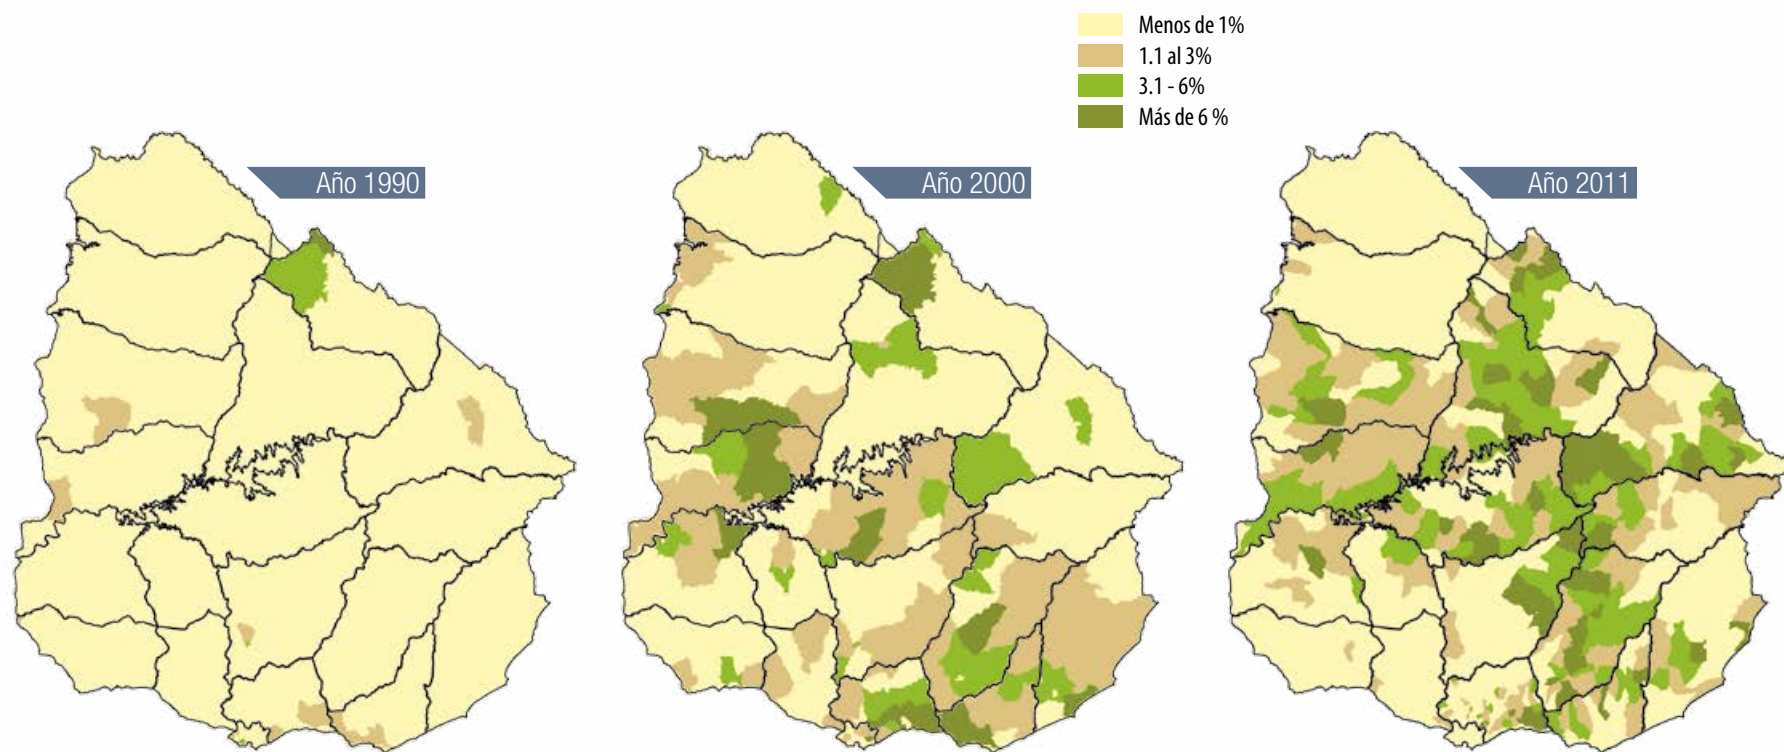 Menos de 1%
1.1 al 3%
3.1 - 6%
Más de 6 %
Año 1990
Año 2000
Año 2011